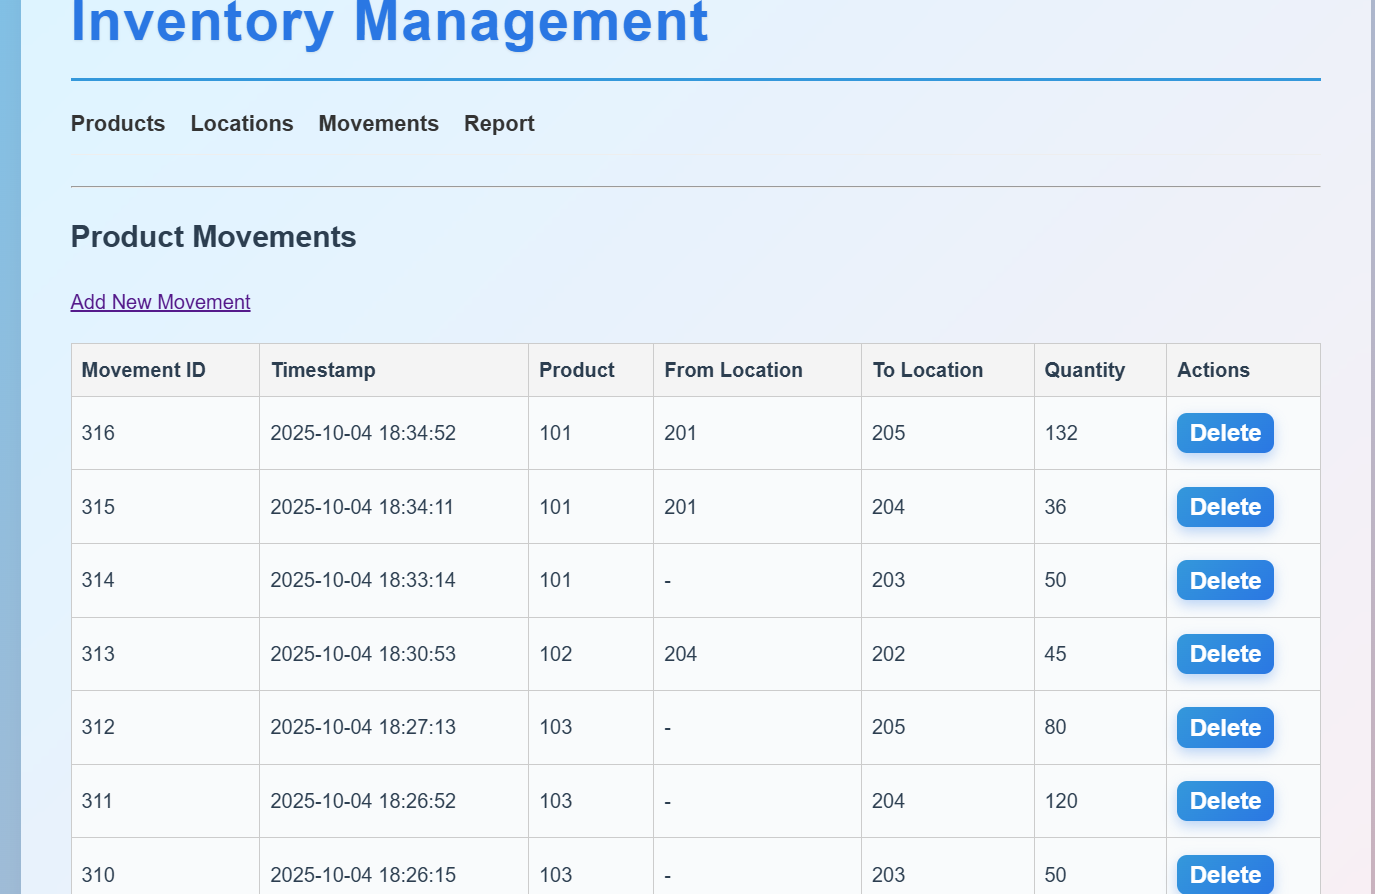 Inventory Management
Products Locations Movements Report
Product Movements
Add New Movement
Movement ID Timestamp Product From Location To Location Quantity Actions
316 2025-10-04 18:34:52 101 201 205 132 Delete
315 2025-10-04 18:34:11 101 201 204 36 Delete
314 2025-10-04 18:33:14 101 - 203 50 Delete
313 2025-10-04 18:30:53 102 204 202 45 Delete
312 2025-10-04 18:27:13 103 - 205 80 Delete
311 2025-10-04 18:26:52 103 - 204 120 Delete
310 2025-10-04 18:26:15 103 - 203 50 Delete